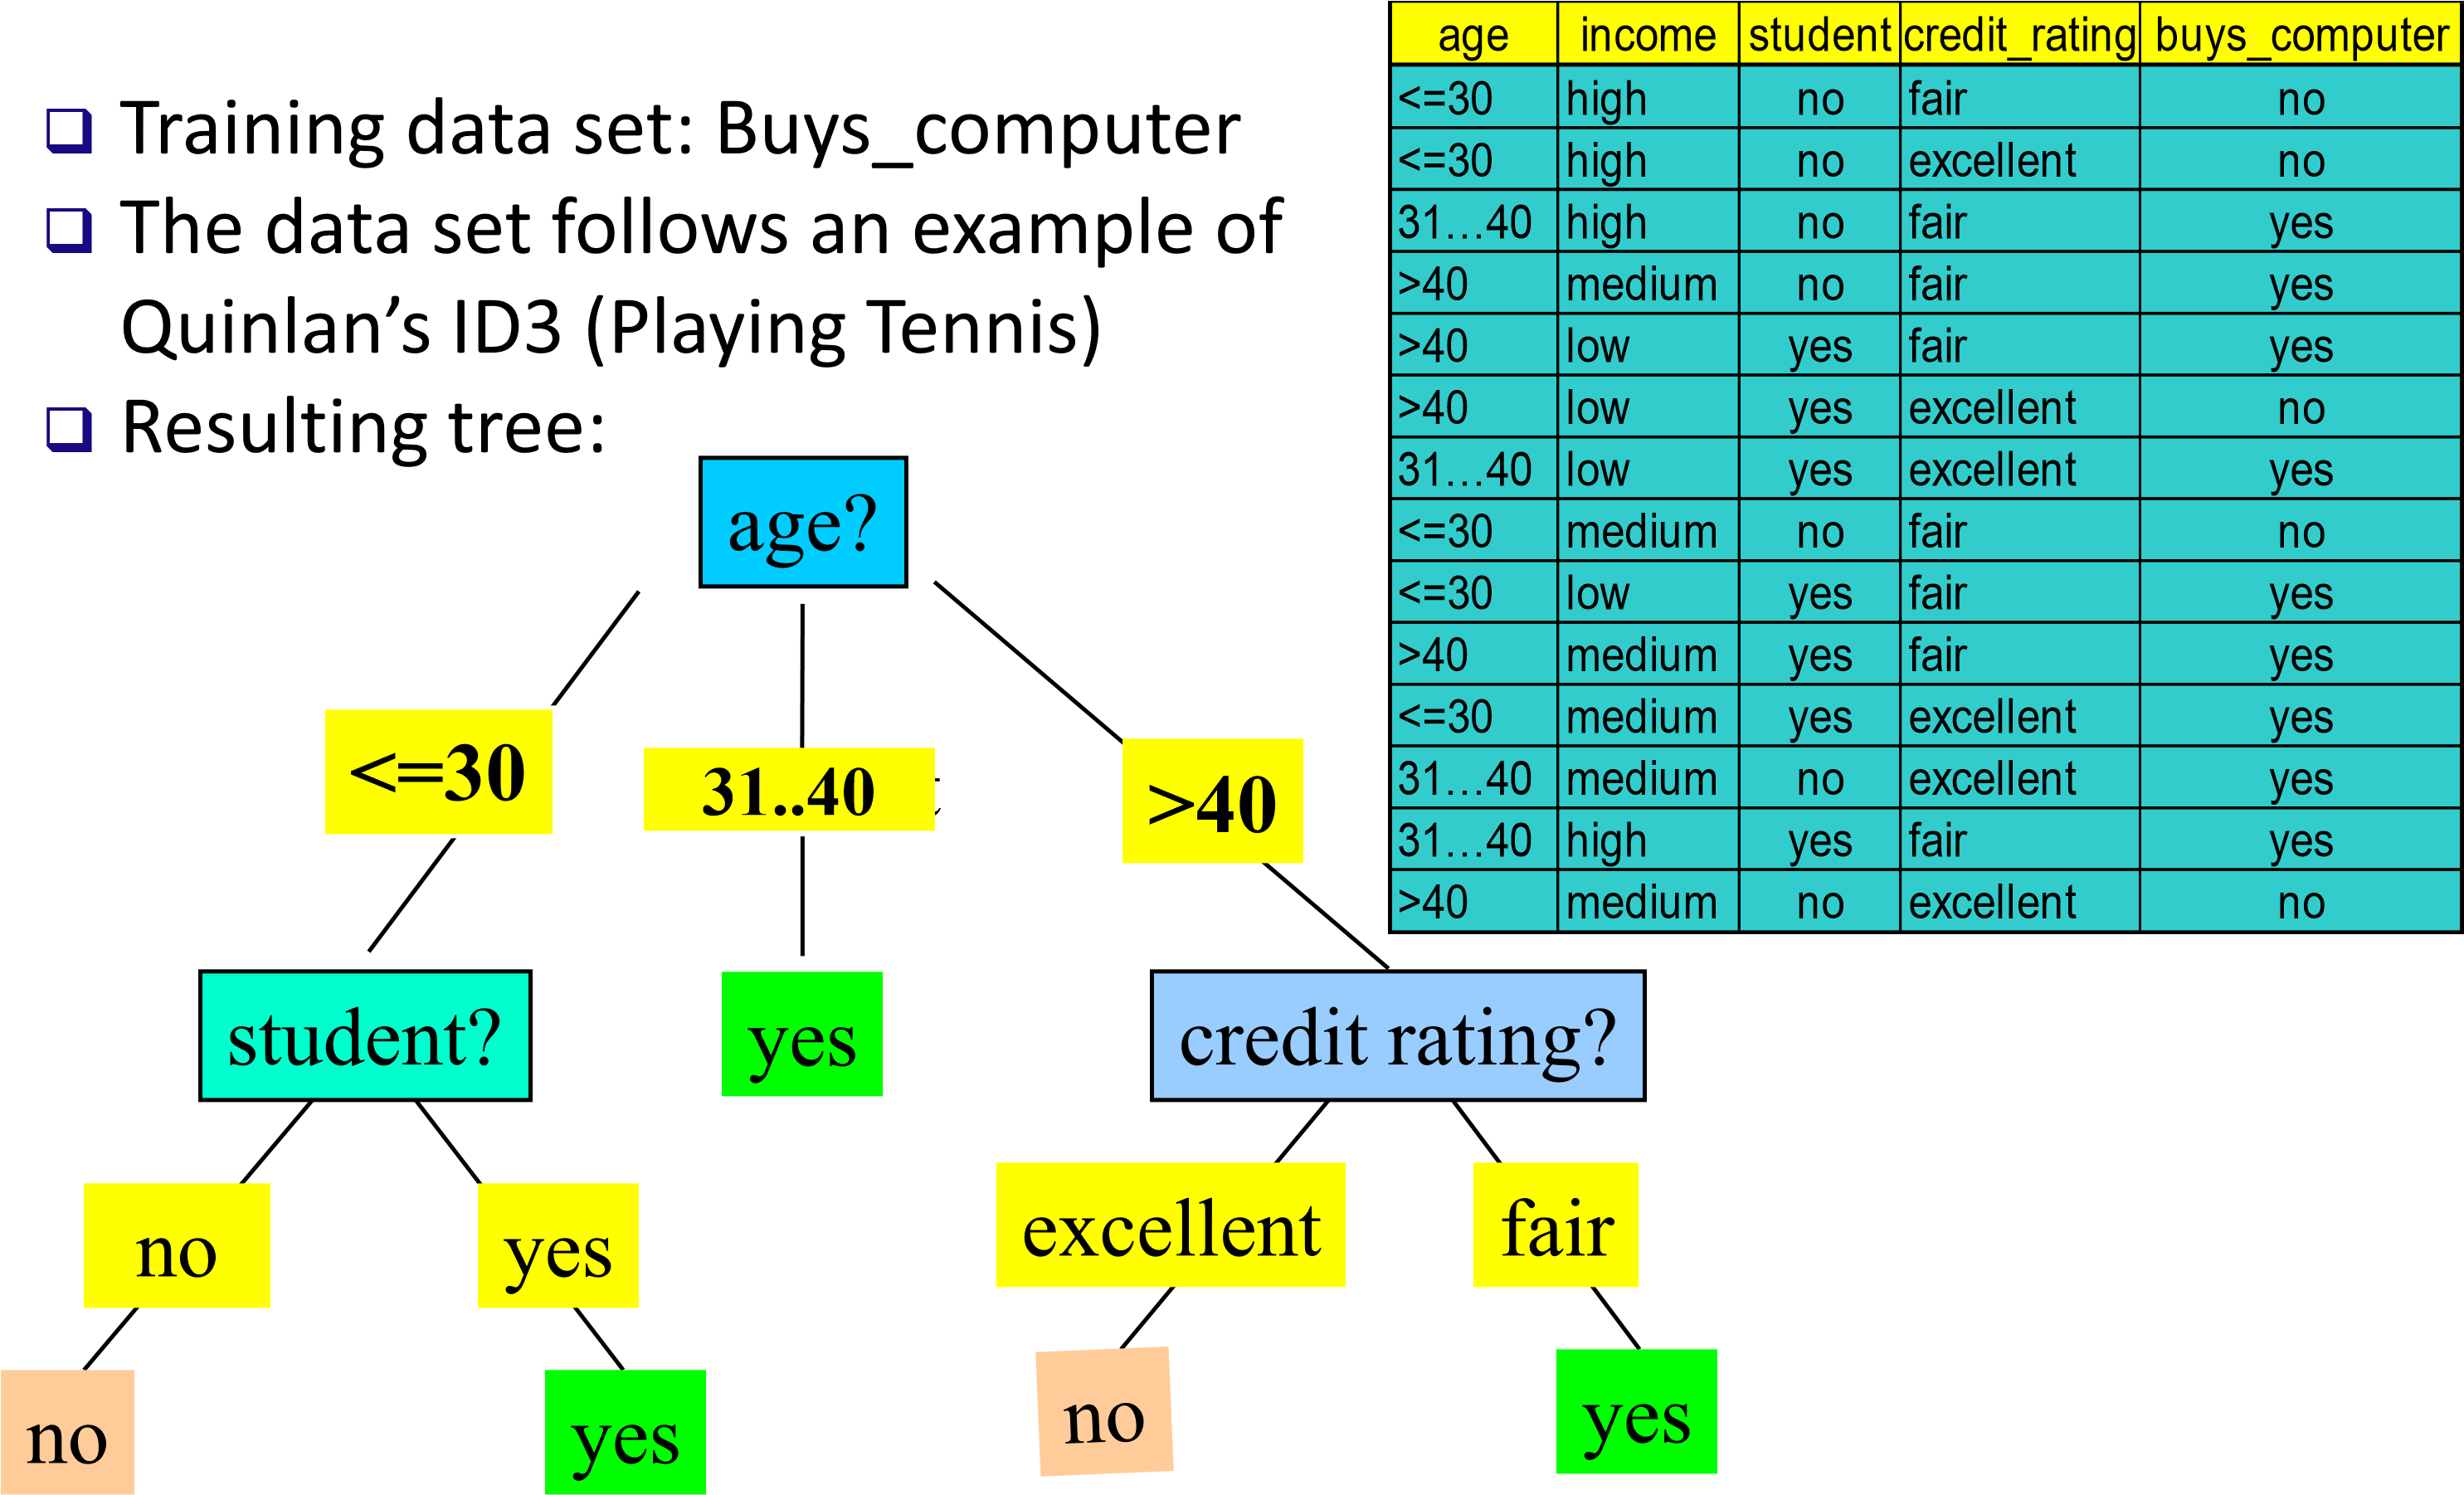 Training data set: Buys_computer
The data set follows an example of
Quinlan’s ID3 (Playing Tennis)
Resulting tree:
age income student credit_rating buys_computer
<=30 high no fair no
<=30 high no excellent no
31…40 high no fair yes
>40 medium no fair yes
>40 low yes fair yes
>40 low yes excellent no
31…40 low yes excellent yes
<=30 medium no fair no
<=30 low yes fair yes
>40 medium yes fair yes
<=30 medium yes excellent yes
31…40 medium no excellent yes
31…40 high yes fair yes
>40 medium no excellent no
age?
<=30 31..40 >40
student? yes credit rating?
no yes excellent fair
no yes no yes